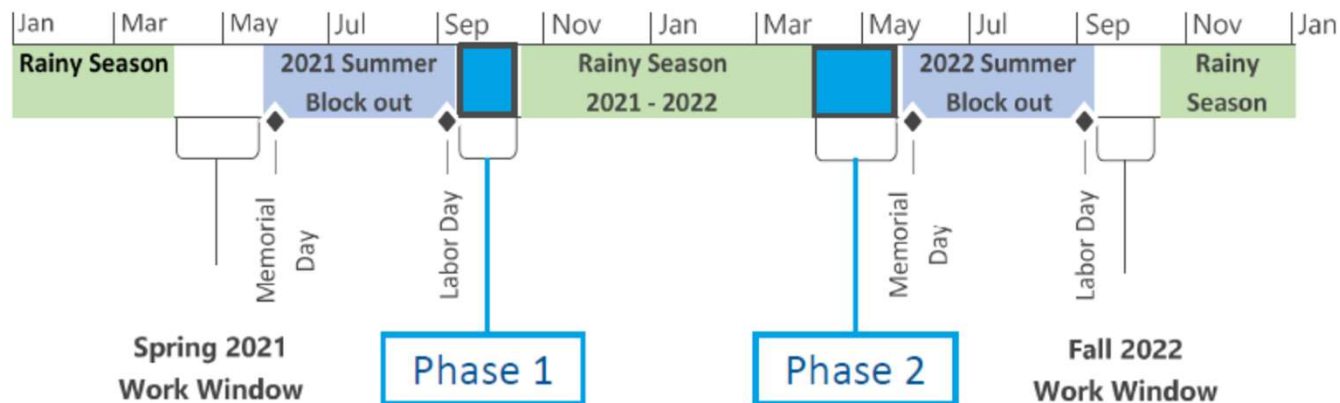 Jan Mar May Jul Sep Nov Jan Mar May Jul Sep Nov Jan
Rainy Season 2021 Summer Rainy Season 2022 Summer Rainy
Block out 2021 - 2022 Block out Season
Memorial
Day
Labor Day
Memorial
Day
Labor Day
Spring 2021
Work Window
Phase 1
Phase 2
Fall 2022
Work Window